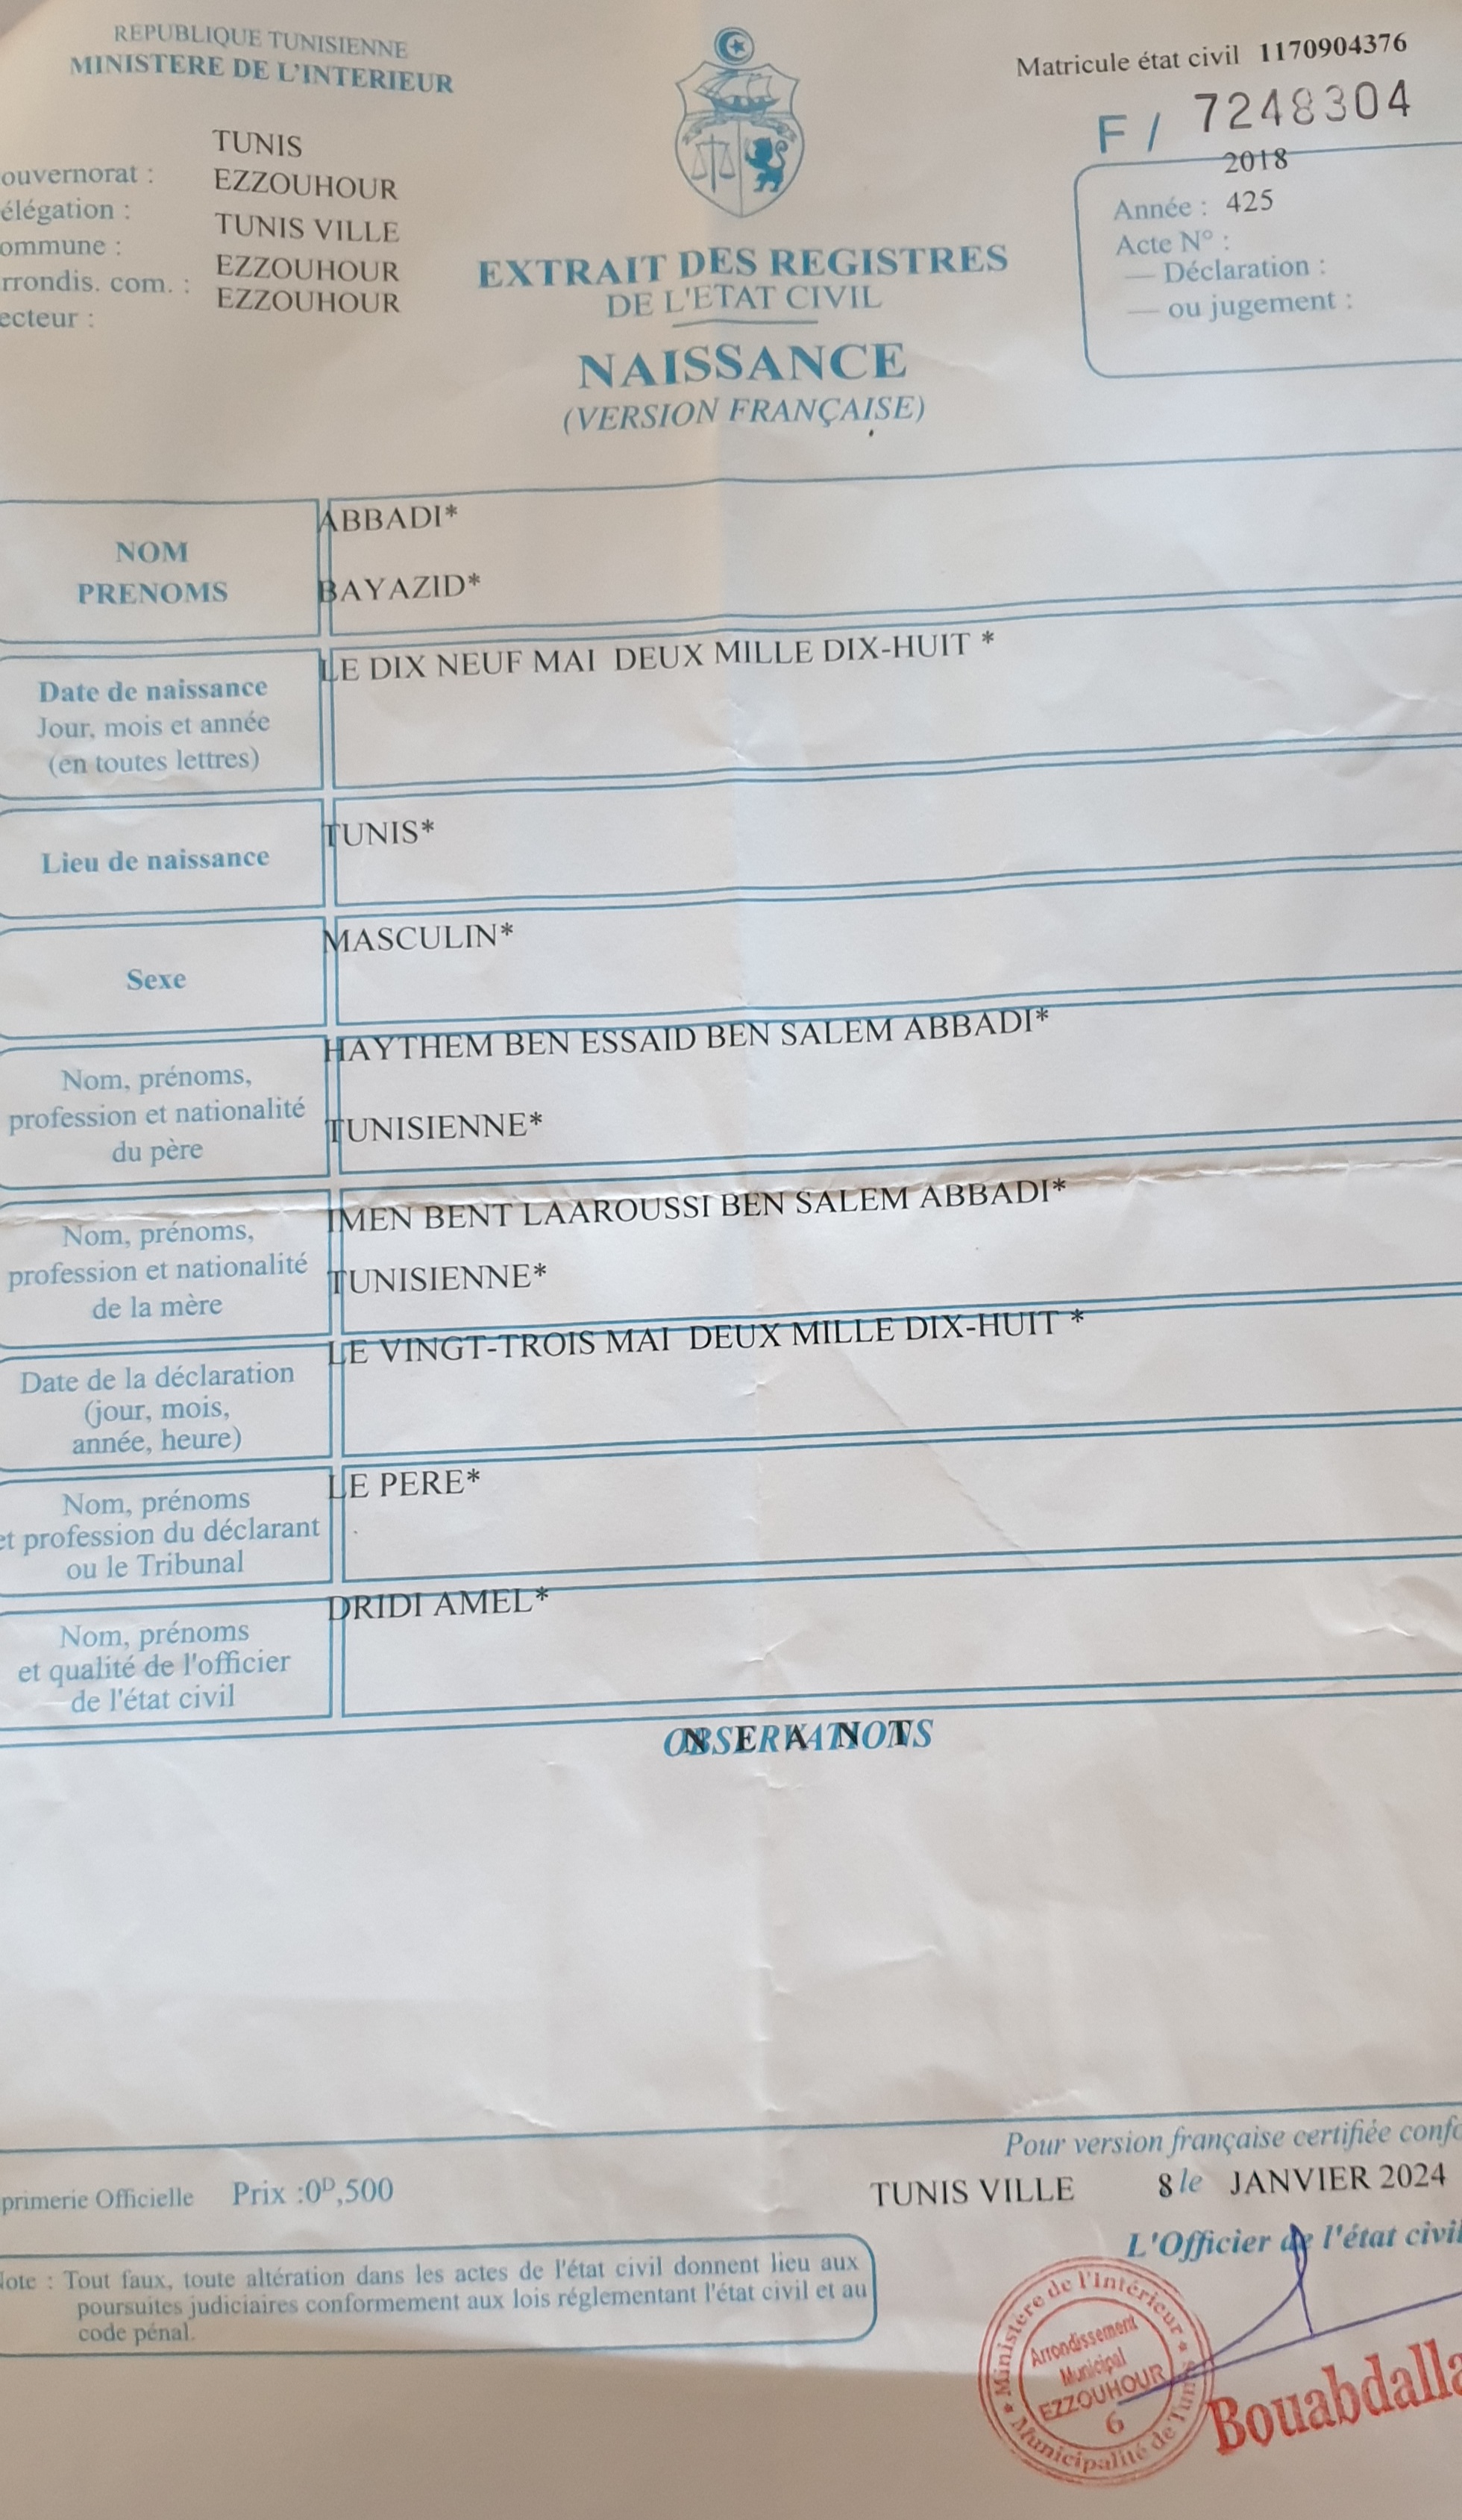 REPUBLIQUE TUNISIENNE
MINISTERE DE L'INTERIEUR
Matricule état civil 1170904376
F / 7248304
ouvernorat : TUNIS
élégation : EZZOUHOUR
ommune : TUNIS VILLE
rrondis. com. : EZZOUHOUR
ecteur : EZZOUHOUR
2018
Année : 425
Acte N° :
— Déclaration :
— ou jugement :
EXTRAIT DES REGISTRES
DE L'ETAT CIVIL
NAISSANCE
(VERSION FRANÇAISE)
NOM
PRENOMS
ABBADI*
BAYAZID*
Date de naissance
Jour, mois et année
(en toutes lettres)
LE DIX NEUF MAI DEUX MILLE DIX-HUIT *
Lieu de naissance
TUNIS*
Sexe
MASCULIN*
Nom, prénoms,
profession et nationalité
du père
HAYTHEM BEN ESSAID BEN SALEM ABBADI*
TUNISIENNE*
Nom, prénoms,
profession et nationalité
de la mère
IMEN BENT LAAROUSSI BEN SALEM ABBADI*
TUNISIENNE*
Date de la déclaration
(jour, mois,
année, heure)
LE VINGT-TROIS MAI DEUX MILLE DIX-HUIT *
Nom, prénoms
et profession du déclarant
ou le Tribunal
LE PERE*
Nom, prénoms
et qualité de l'officier
de l'état civil
DRIDI AMEL*
OBSERVATIONS
N E A N T
Pour version française certifiée confo
primerie Officielle Prix :0D,500
TUNIS VILLE 8 le JANVIER 2024
L'Officier de l'état civil
Note : Tout faux, toute altération dans les actes de l'état civil donnent lieu aux
poursuites judiciaires conformement aux lois réglementant l'état civil et au
code pénal.
Ministère de l'Intérieur
Arrondissement
Municipal
EZZOUHOUR
6
Municipalité de Tunis
Bouabdalla